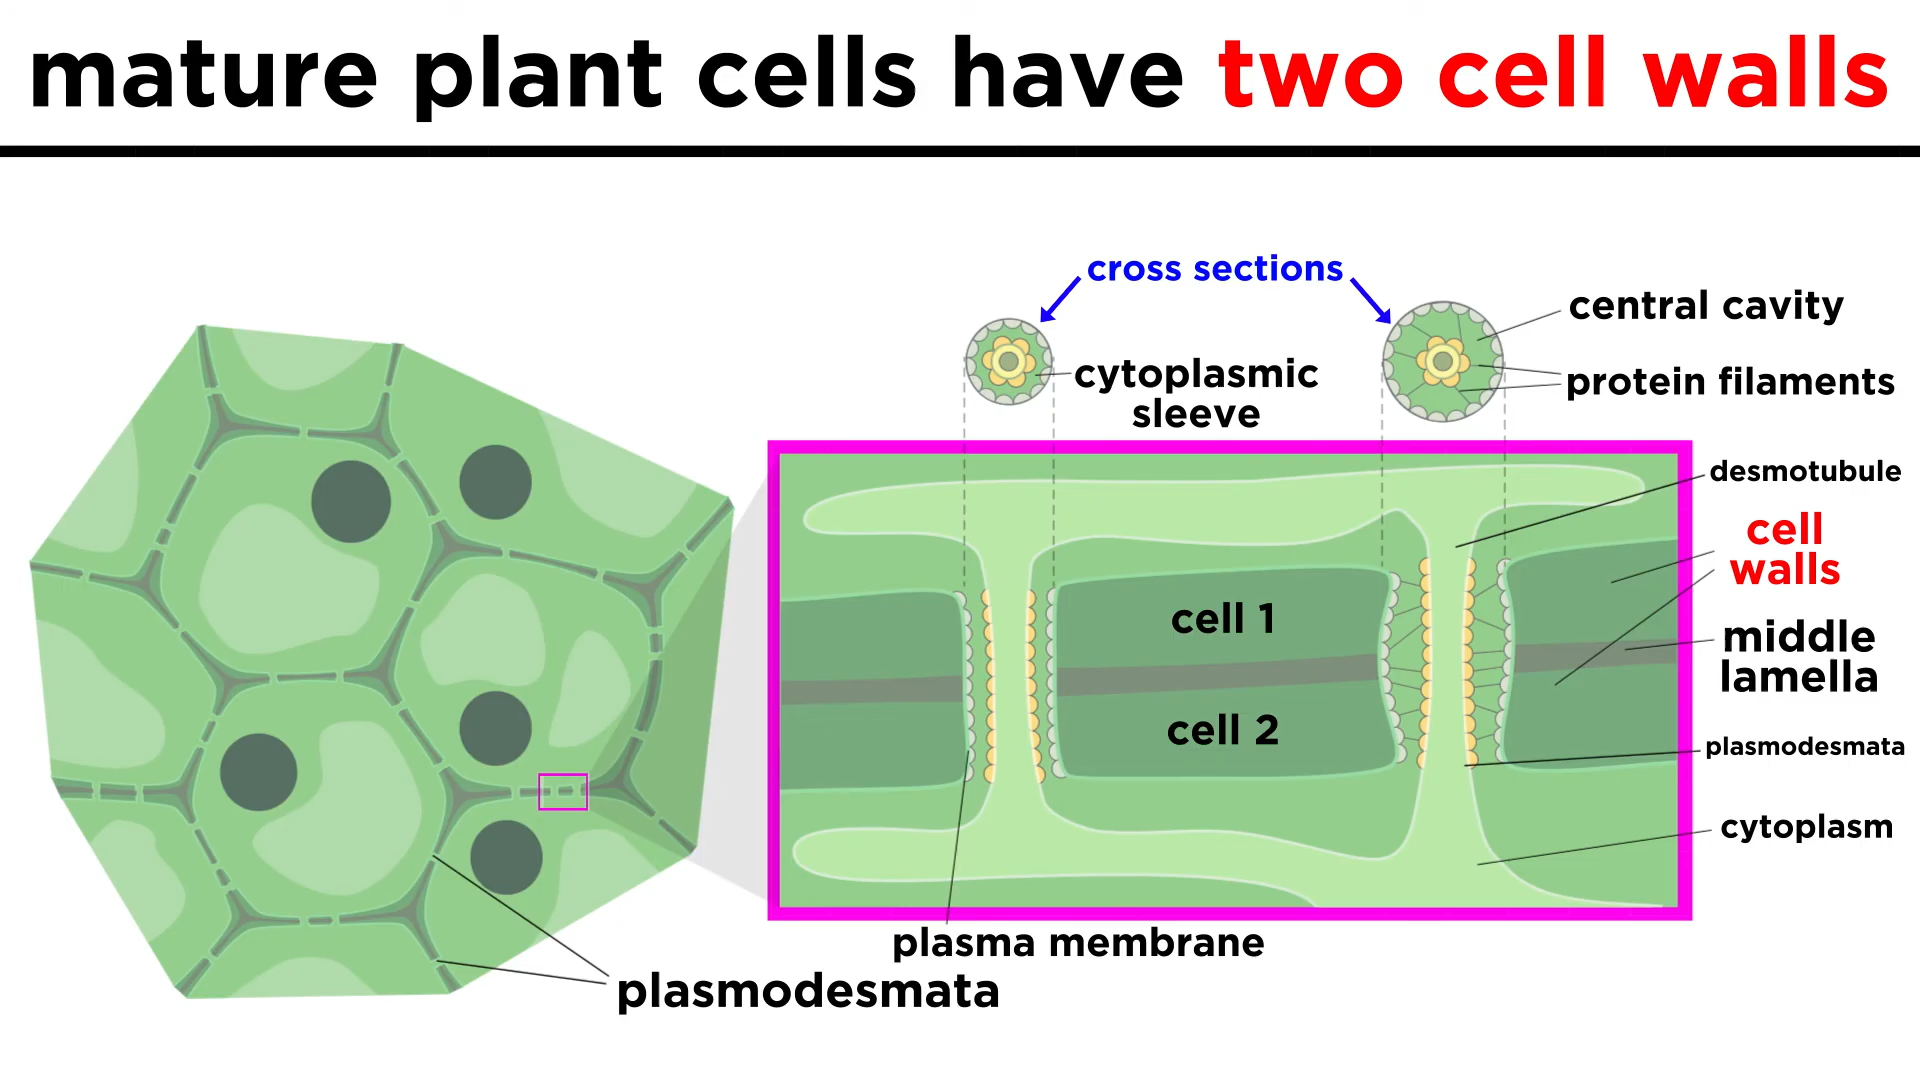 mature plant cells have two cell walls
cross sections
central cavity
cytoplasmic
sleeve
protein filaments
desmotubule
cell
walls
cell 1
middle
lamella
cell 2
plasmodesmata
cytoplasm
plasma membrane
plasmodesmata